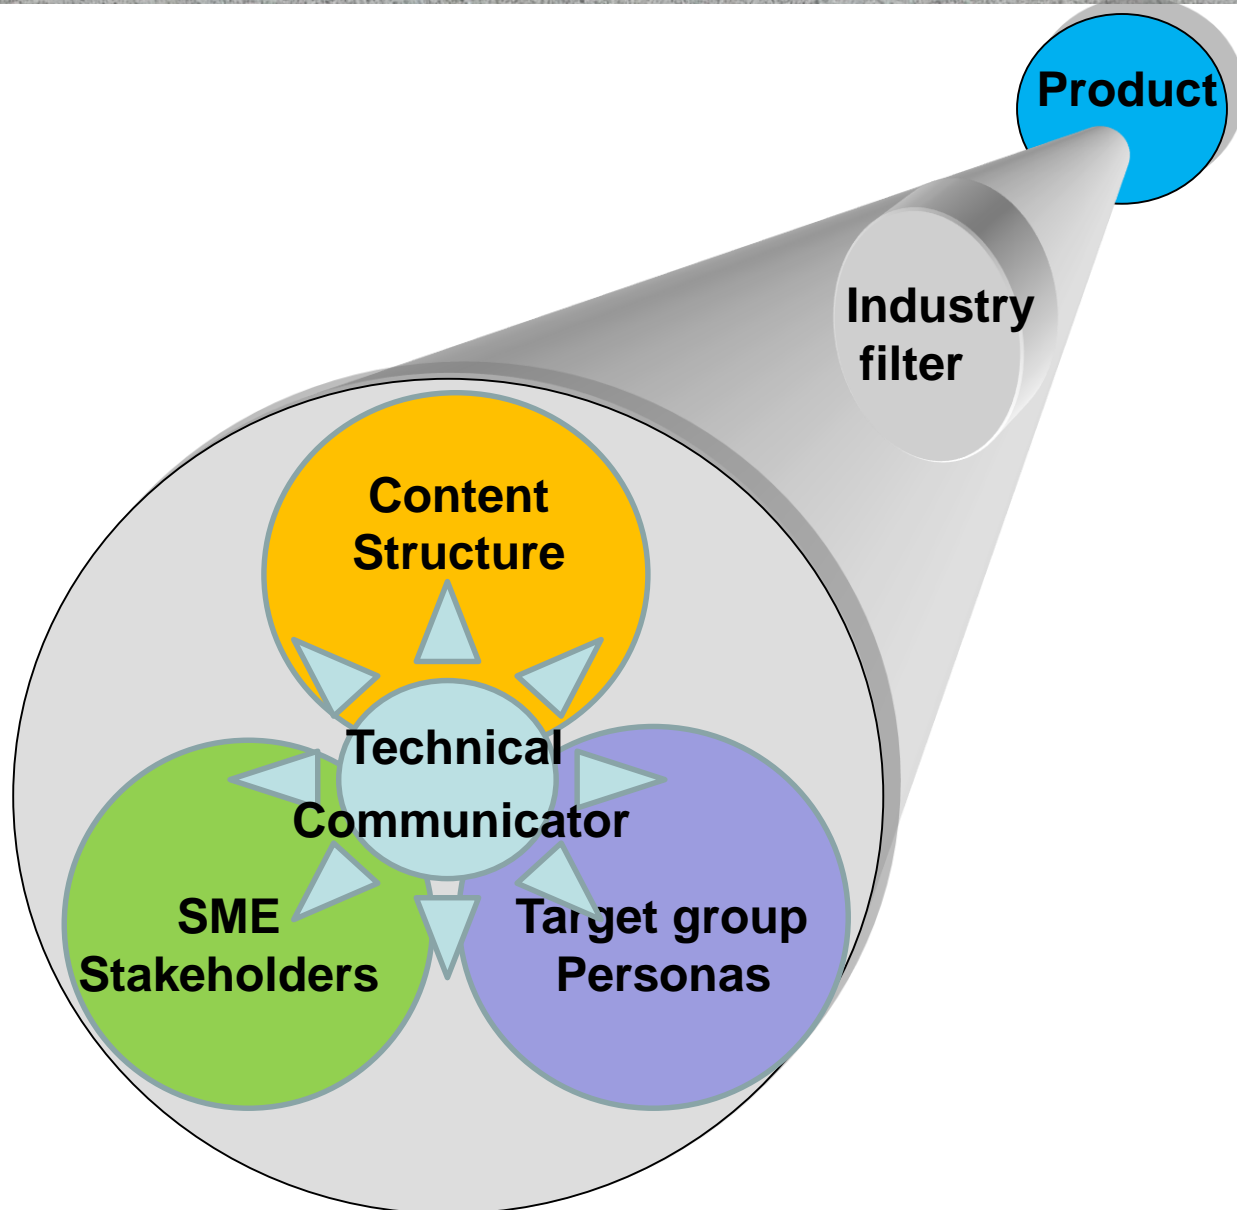 Product
Industry
filter
Content
Structure
Technical
Communicator
SME
Stakeholders
Target group
Personas